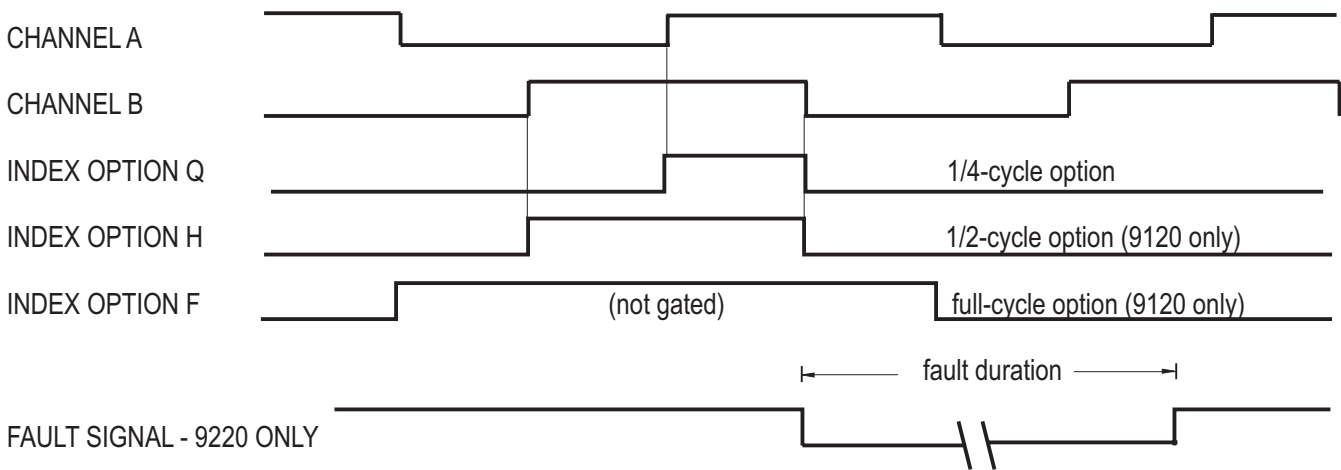 CHANNEL A
CHANNEL B
INDEX OPTION Q
1/4-cycle option
INDEX OPTION H
1/2-cycle option (9120 only)
INDEX OPTION F
(not gated)
full-cycle option (9120 only)
fault duration
FAULT SIGNAL - 9220 ONLY